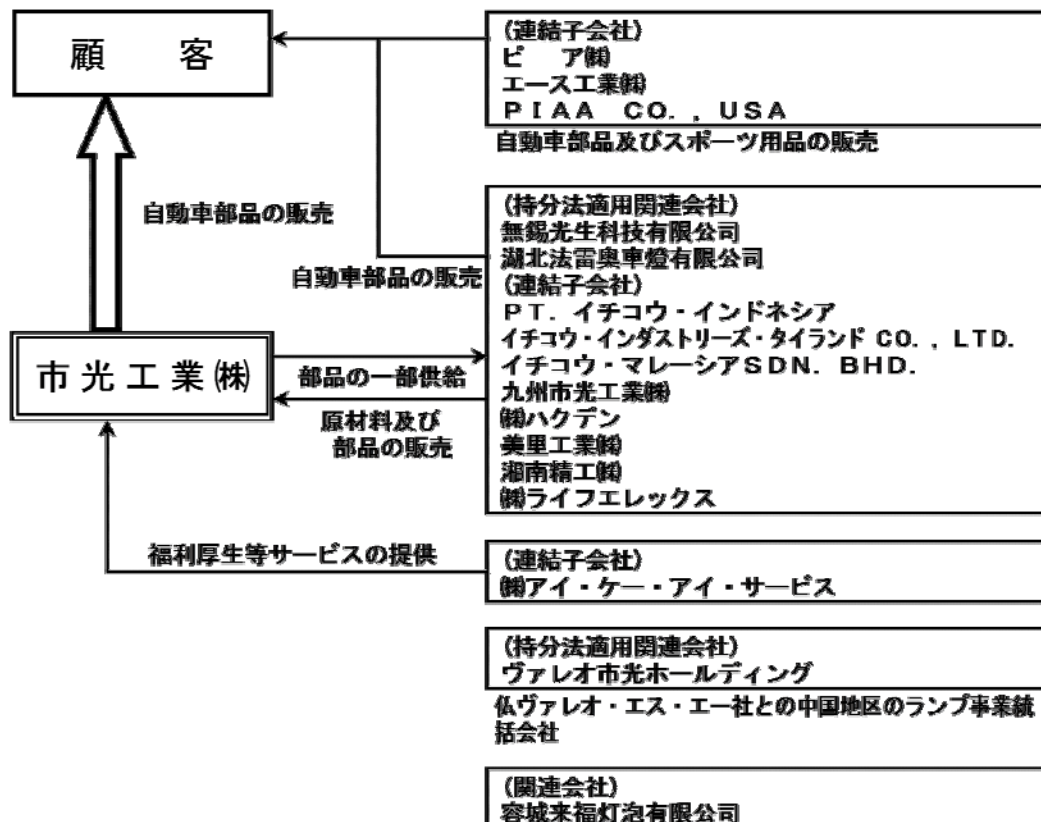 顧　客
(連結子会社)
ピ　ア㈱
エース工業㈱
ＰＩＡＡ　ＣＯ．，ＵＳＡ
自動車部品及びスポーツ用品の販売
自動車部品の販売
自動車部品の販売
(持分法適用関連会社)
無錫光生科技有限公司
湖北法雷奥車燈有限公司
(連結子会社)
ＰＴ．イチコウ・インドネシア
イチコウ・インダストリーズ・タイランド CO．，LTD．
イチコウ・マレーシアＳＤＮ．ＢＨＤ．
九州市光工業㈱
㈱ハクデン
美里工業㈱
湘南精工㈱
㈱ライフエレックス
市光工業㈱
部品の一部供給
原材料及び
部品の販売
福利厚生等サービスの提供
(連結子会社)
㈱アイ・ケー・アイ・サービス
(持分法適用関連会社)
ヴァレオ市光ホールディング
仏ヴァレオ・エス・エー社との中国地区のランプ事業統
括会社
(関連会社)
容城来福灯泡有限公司